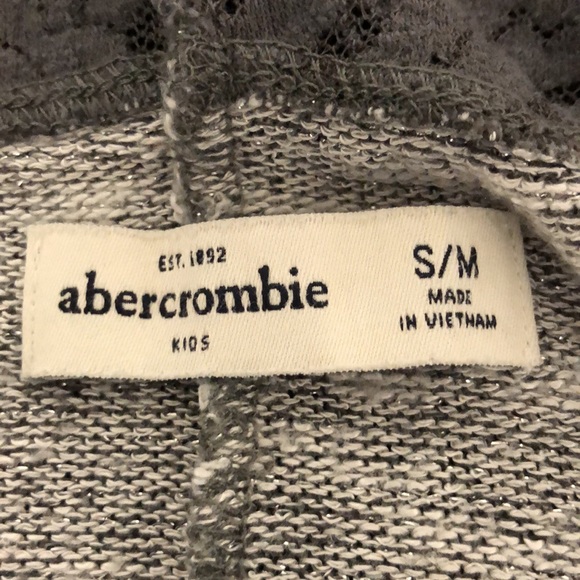 EST. 1892
abercrombie
KIDS
S/M
MADE
IN VIETNAM